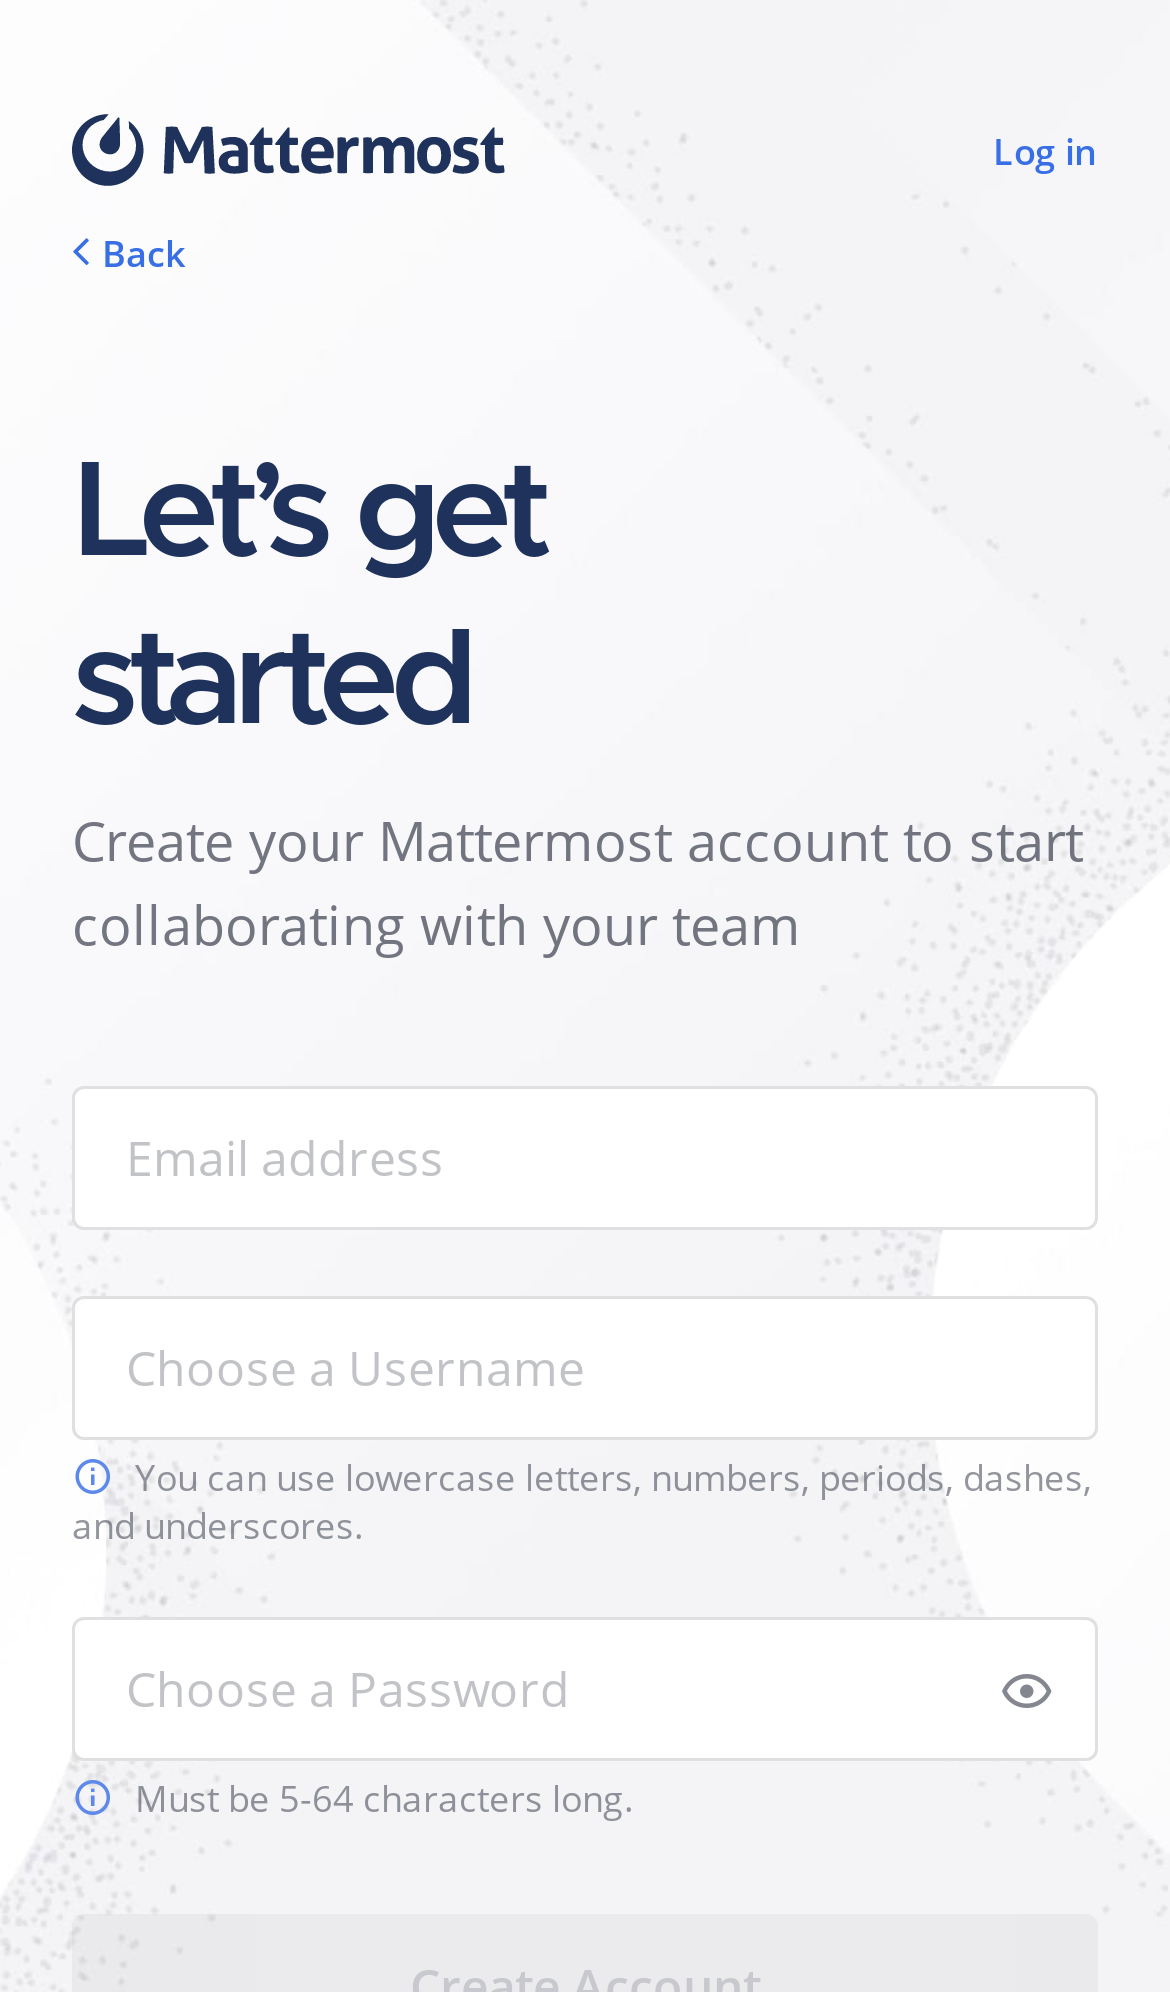 Mattermost
Log in
Back
Let’s get
started
Create your Mattermost account to start
collaborating with your team
Email address
Choose a Username
You can use lowercase letters, numbers, periods, dashes,
and underscores.
Choose a Password
Must be 5-64 characters long.
Create Account